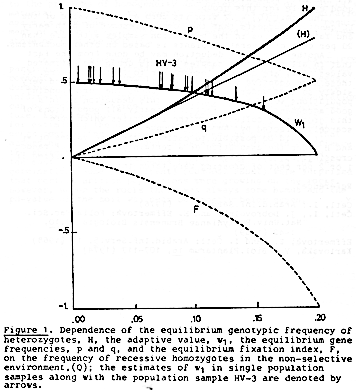 1.
H
P
(H)
HV-3
.5
W1
q
.
F
-.5
-1.
.00 .05 .10 .15 .20
Figure 1. Dependence of the equilibrium genotypic frequency of
heterozygotes, H, the adaptive value, w1, the equilibrium gene
frequencies, p and q, and the equilibrium fixation index, F,
on the frequency of recessive homozygotes in the non-selective
environment,(Q); the estimates of w1 in single population
samples along with the population sample HV-3 are denoted by
arrows.